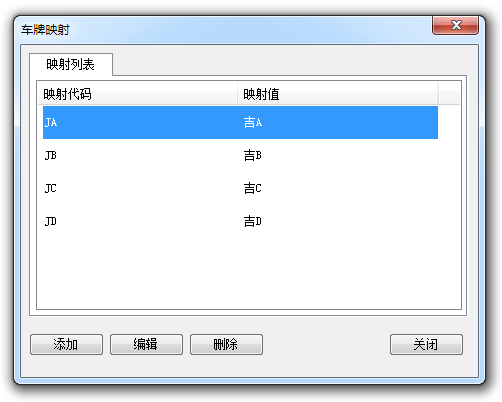 车牌映射
映射列表
映射代码 映射值
JA 吉A
JB 吉B
JC 吉C
JD 吉D
添加 编辑 删除 关闭